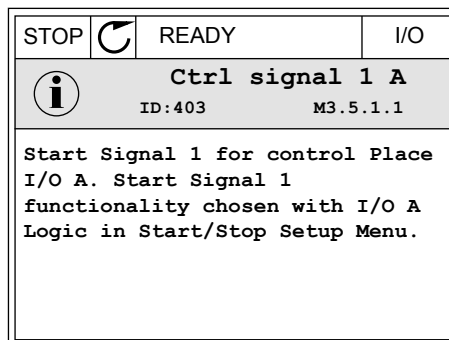 STOP READY I/O
Ctrl signal 1 A
ID:403 M3.5.1.1
Start Signal 1 for control Place
I/O A. Start Signal 1
functionality chosen with I/O A
Logic in Start/Stop Setup Menu.